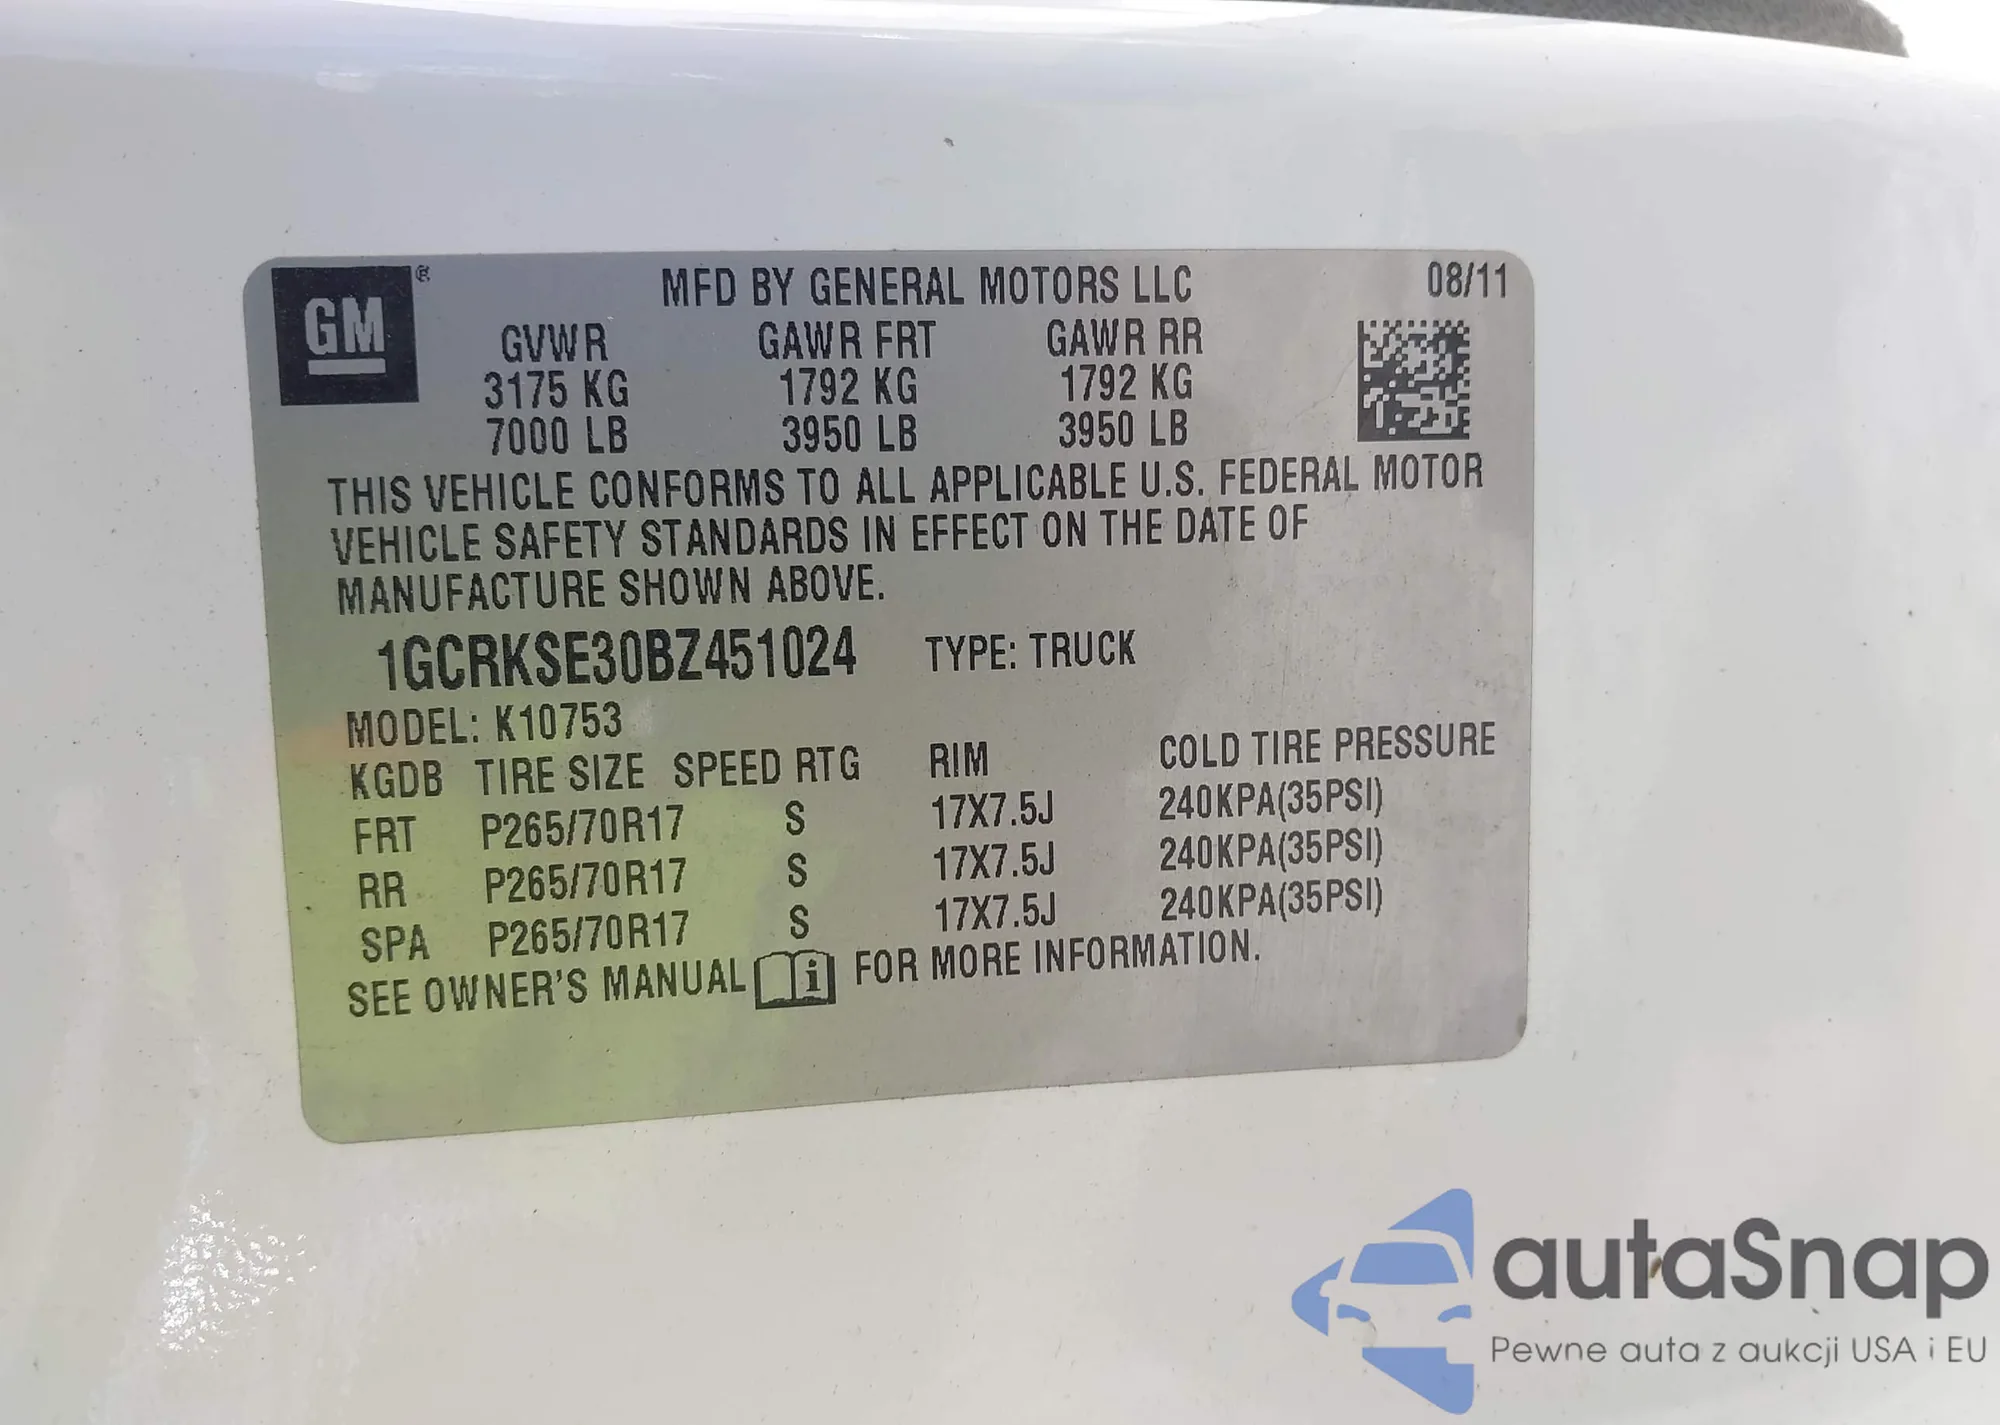 GM ®
MFD BY GENERAL MOTORS LLC 08/11
GVWR GAWR FRT GAWR RR
3175 KG 1792 KG 1792 KG
7000 LB 3950 LB 3950 LB
THIS VEHICLE CONFORMS TO ALL APPLICABLE U.S. FEDERAL MOTOR
VEHICLE SAFETY STANDARDS IN EFFECT ON THE DATE OF
MANUFACTURE SHOWN ABOVE.
1GCRKSE30BZ451024 TYPE: TRUCK
MODEL: K10753
KGDB TIRE SIZE SPEED RTG RIM COLD TIRE PRESSURE
FRT P265/70R17 S 17X7.5J 240KPA(35PSI)
RR P265/70R17 S 17X7.5J 240KPA(35PSI)
SPA P265/70R17 S 17X7.5J 240KPA(35PSI)
SEE OWNER'S MANUAL i FOR MORE INFORMATION.
autaSnap
Pewne auta z aukcji USA i EU